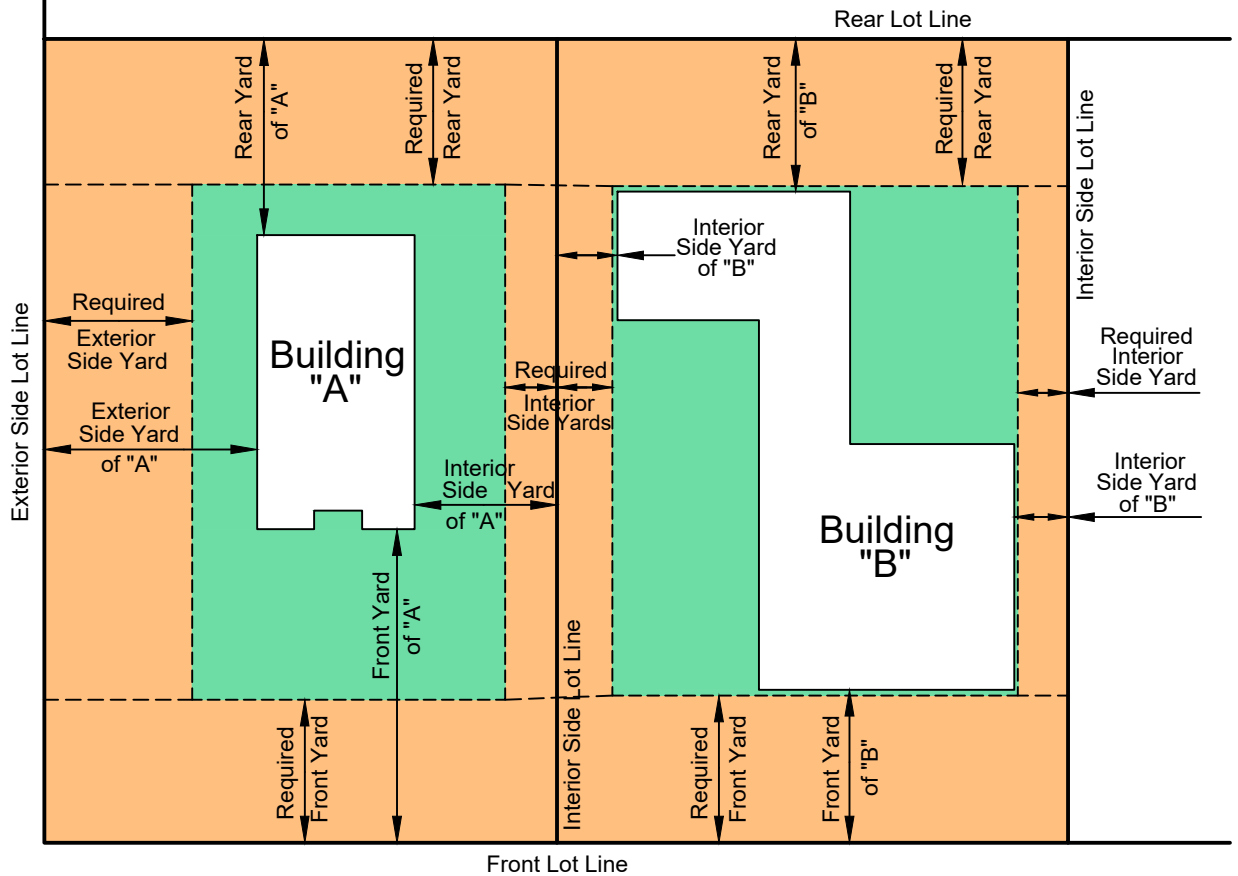 Rear Lot Line
Rear Yard
of "A"
Required
Rear Yard
Rear Yard
of "B"
Required
Rear Yard
Interior Side Lot Line
Interior
Side Yard
of "B"
Exterior Side Lot Line
Required
Exterior
Side Yard
Building
"A"
Required
Interior
Side Yards
Required
Interior
Side Yard
Exterior
Side Yard
of "A"
Interior
Side Yard
of "A"
Interior
Side Yard
of "B"
Building
"B"
Front Yard
of "A"
Interior Side Lot Line
Required
Front Yard
Required
Front Yard
Front Yard
of "B"
Front Lot Line